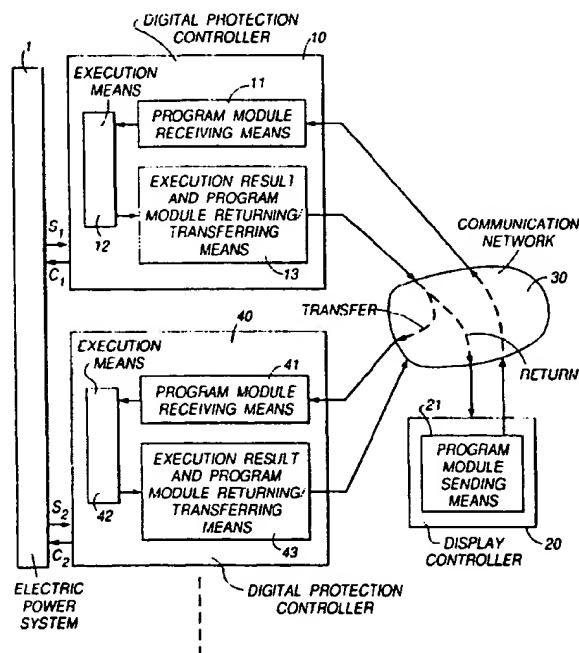 DIGITAL PROTECTION
CONTROLLER
10
1
EXECUTION
MEANS
11
PROGRAM MODULE
RECEIVING MEANS
EXECUTION RESULT
AND PROGRAM
MODULE RETURNING/
TRANSFERRING
MEANS
12
13
S1
C1
COMMUNICATION
NETWORK
30
TRANSFER
RETURN
40
EXECUTION
MEANS
41
PROGRAM MODULE
RECEIVING MEANS
EXECUTION RESULT
AND PROGRAM
MODULE RETURNING/
TRANSFERRING
MEANS
42
43
S2
C2
21
PROGRAM
MODULE
SENDING
MEANS
DISPLAY
CONTROLLER
20
ELECTRIC
POWER
SYSTEM
DIGITAL PROTECTION
CONTROLLER